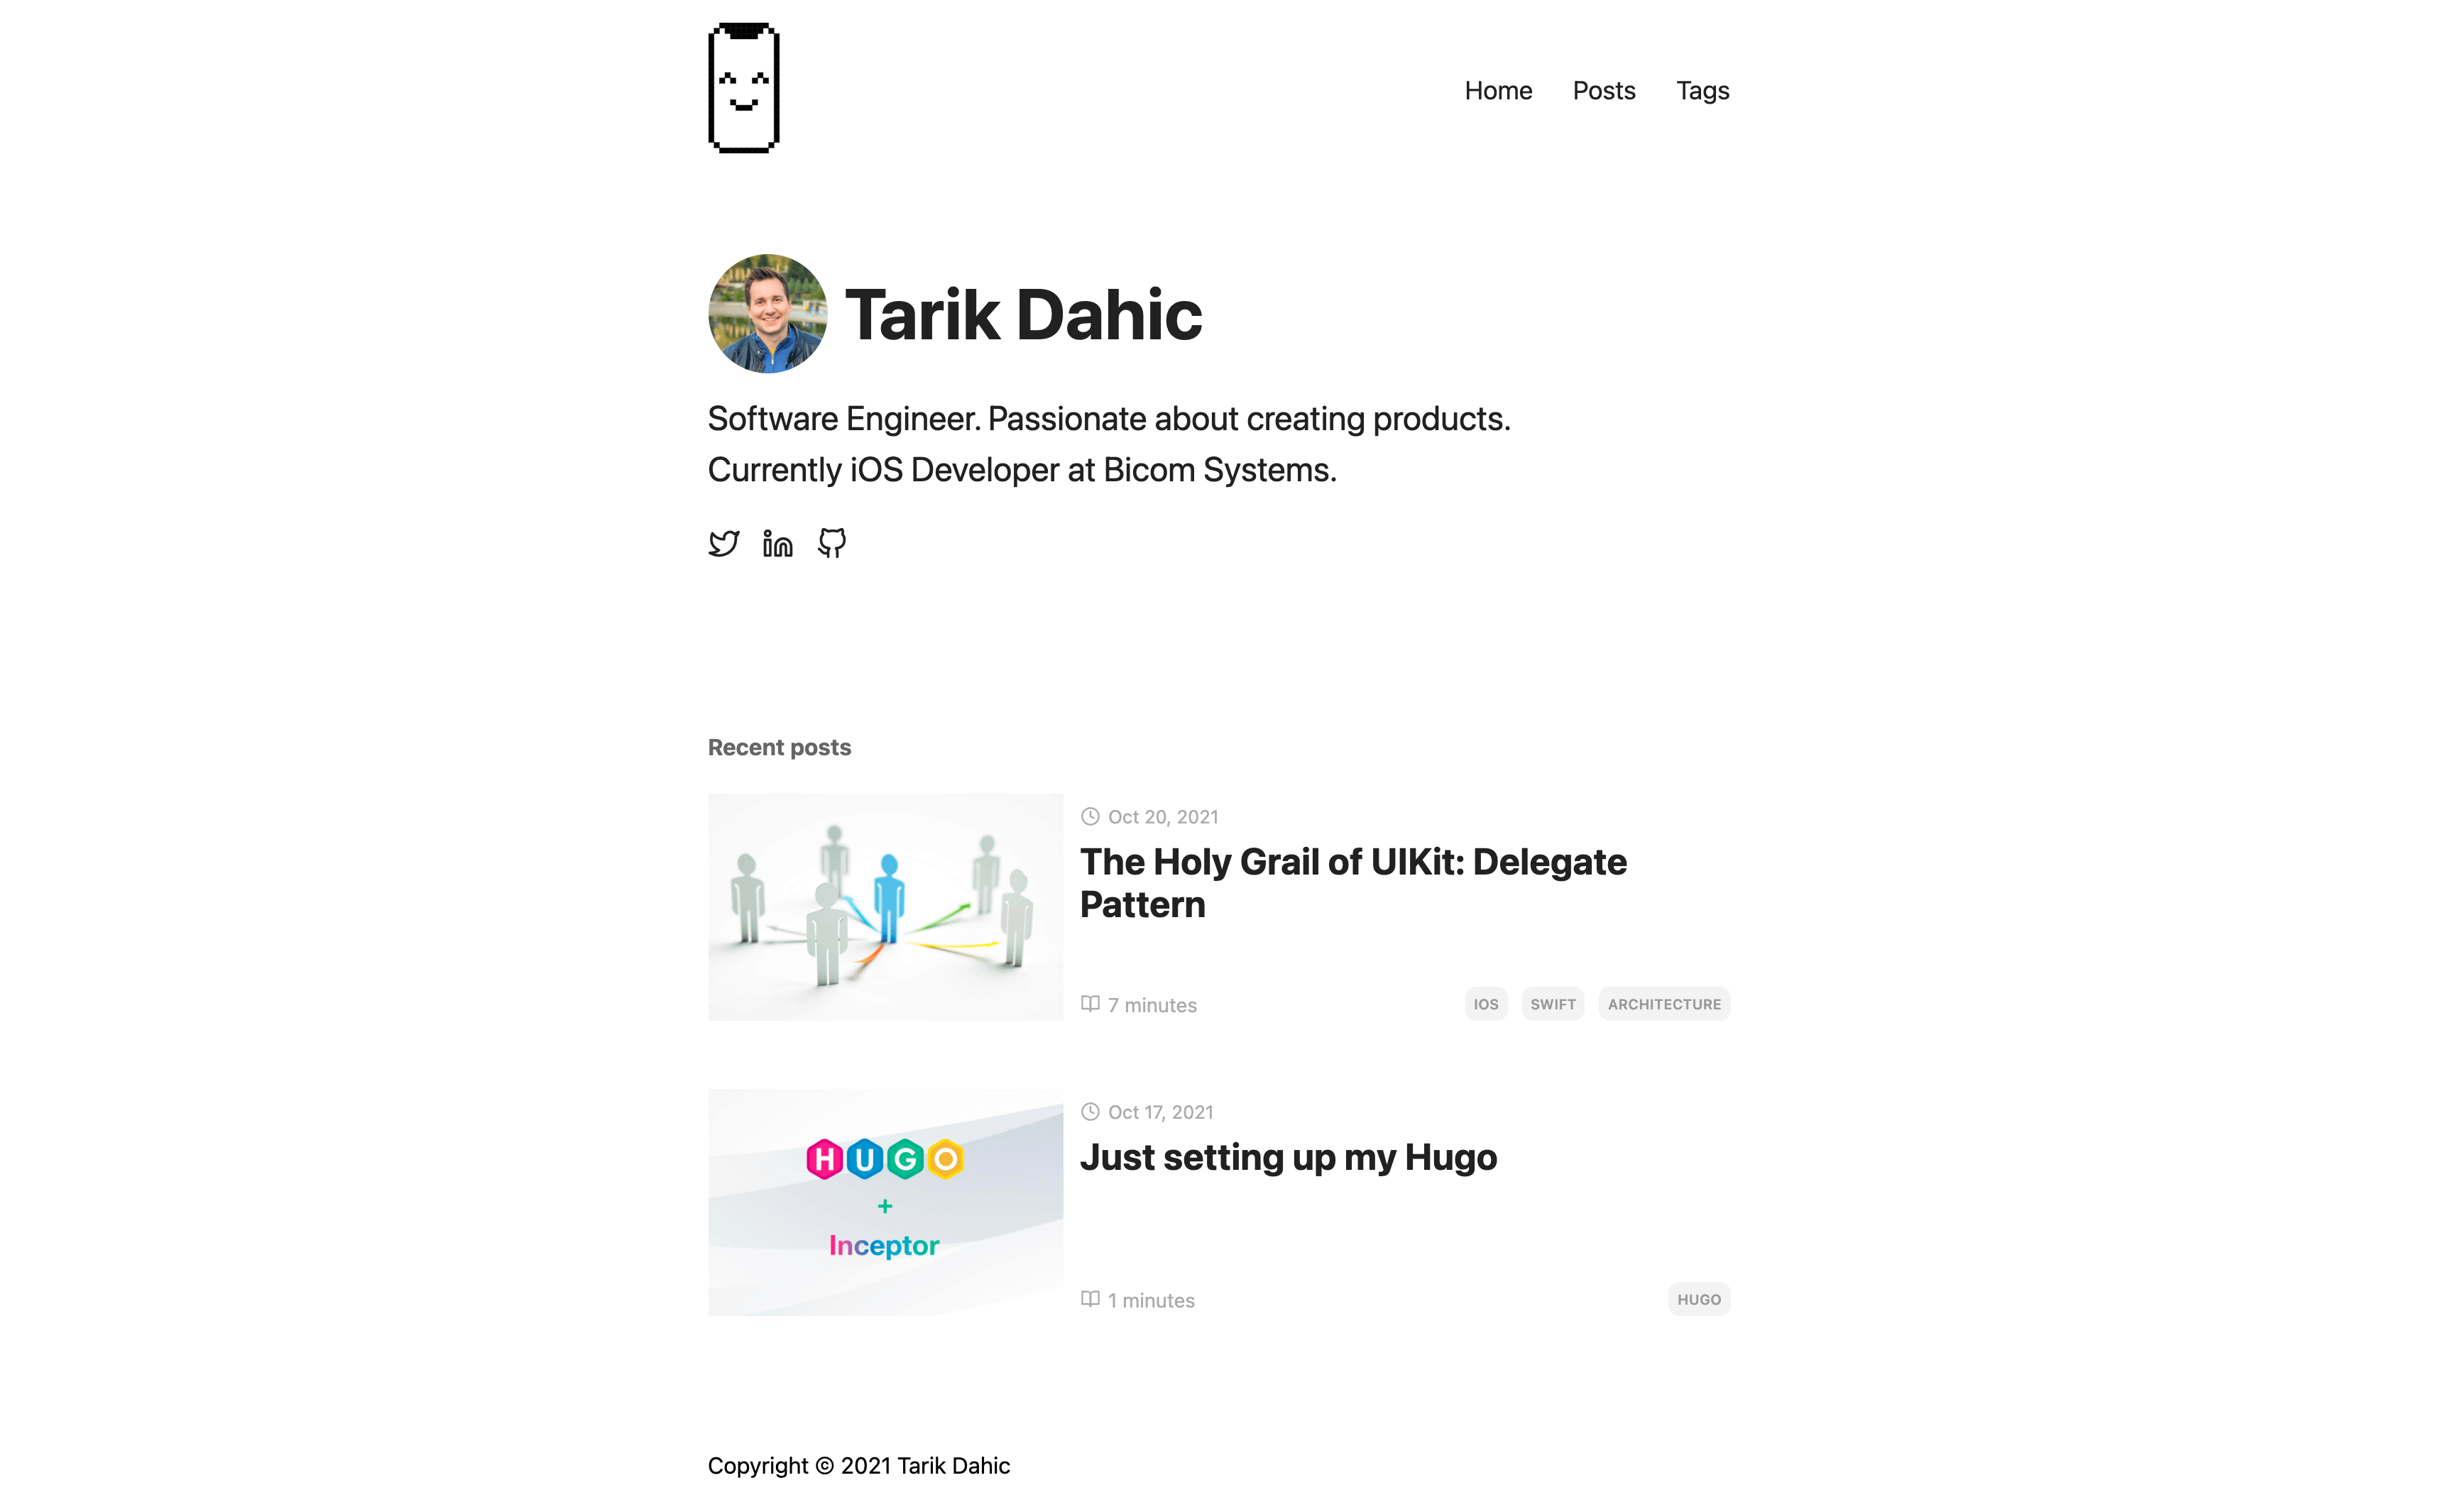 Home Posts Tags
Tarik Dahic
Software Engineer. Passionate about creating products.
Currently iOS Developer at Bicom Systems.
Recent posts
Oct 20, 2021
The Holy Grail of UIKit: Delegate
Pattern
7 minutes
IOS SWIFT ARCHITECTURE
HUGO
+
Inceptor
Oct 17, 2021
Just setting up my Hugo
1 minutes
HUGO
Copyright © 2021 Tarik Dahic